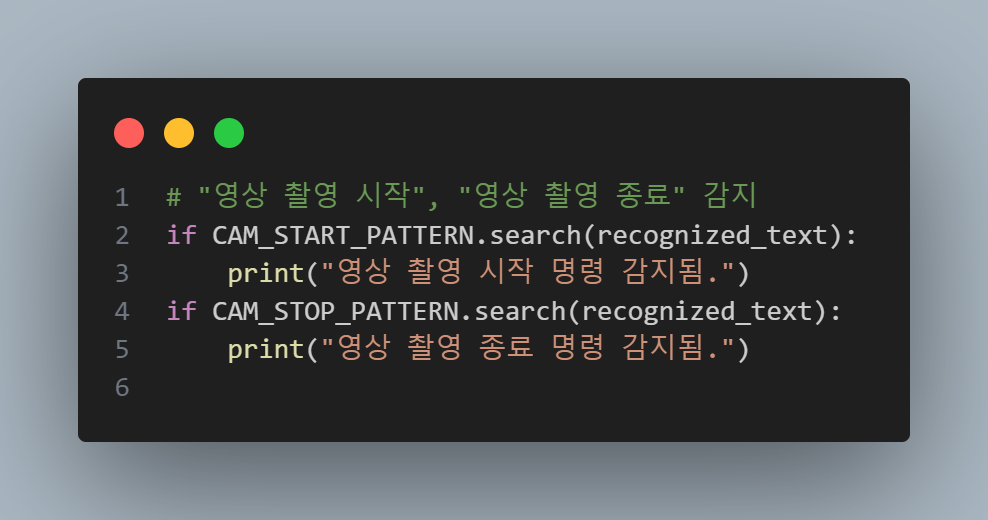 1 # "영상 촬영 시작", "영상 촬영 종료" 감지
2 if CAM_START_PATTERN.search(recognized_text):
3     print("영상 촬영 시작 명령 감지됨.")
4 if CAM_STOP_PATTERN.search(recognized_text):
5     print("영상 촬영 종료 명령 감지됨.")
6